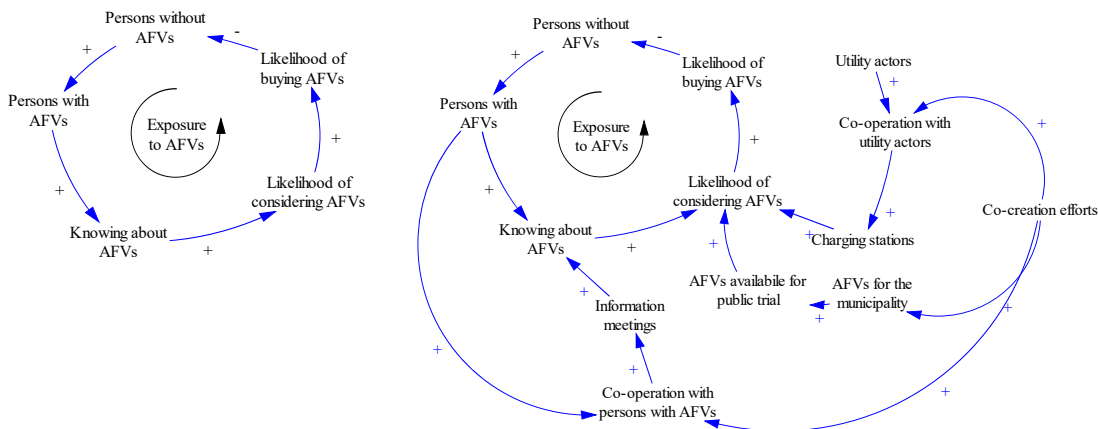 Persons without
AFVs
-
+
Likelihood of
buying AFVs
Persons with
AFVs
Exposure
to AFVs
+
+
Likelihood of
considering AFVs
Knowing about
AFVs
+
Persons without
AFVs
-
+
Likelihood of
buying AFVs
Utility actors
+
Persons with
AFVs
Exposure
to AFVs
Co-operation with
utility actors
+
+
+
Likelihood of
considering AFVs
Co-creation efforts
+
Knowing about
AFVs
+
+
+
Charging stations
AFVs availaibe for
public trial
AFVs for the
municipality
+
+
+
Information
meetings
+
+
+
Co-operation with
persons with AFVs
+